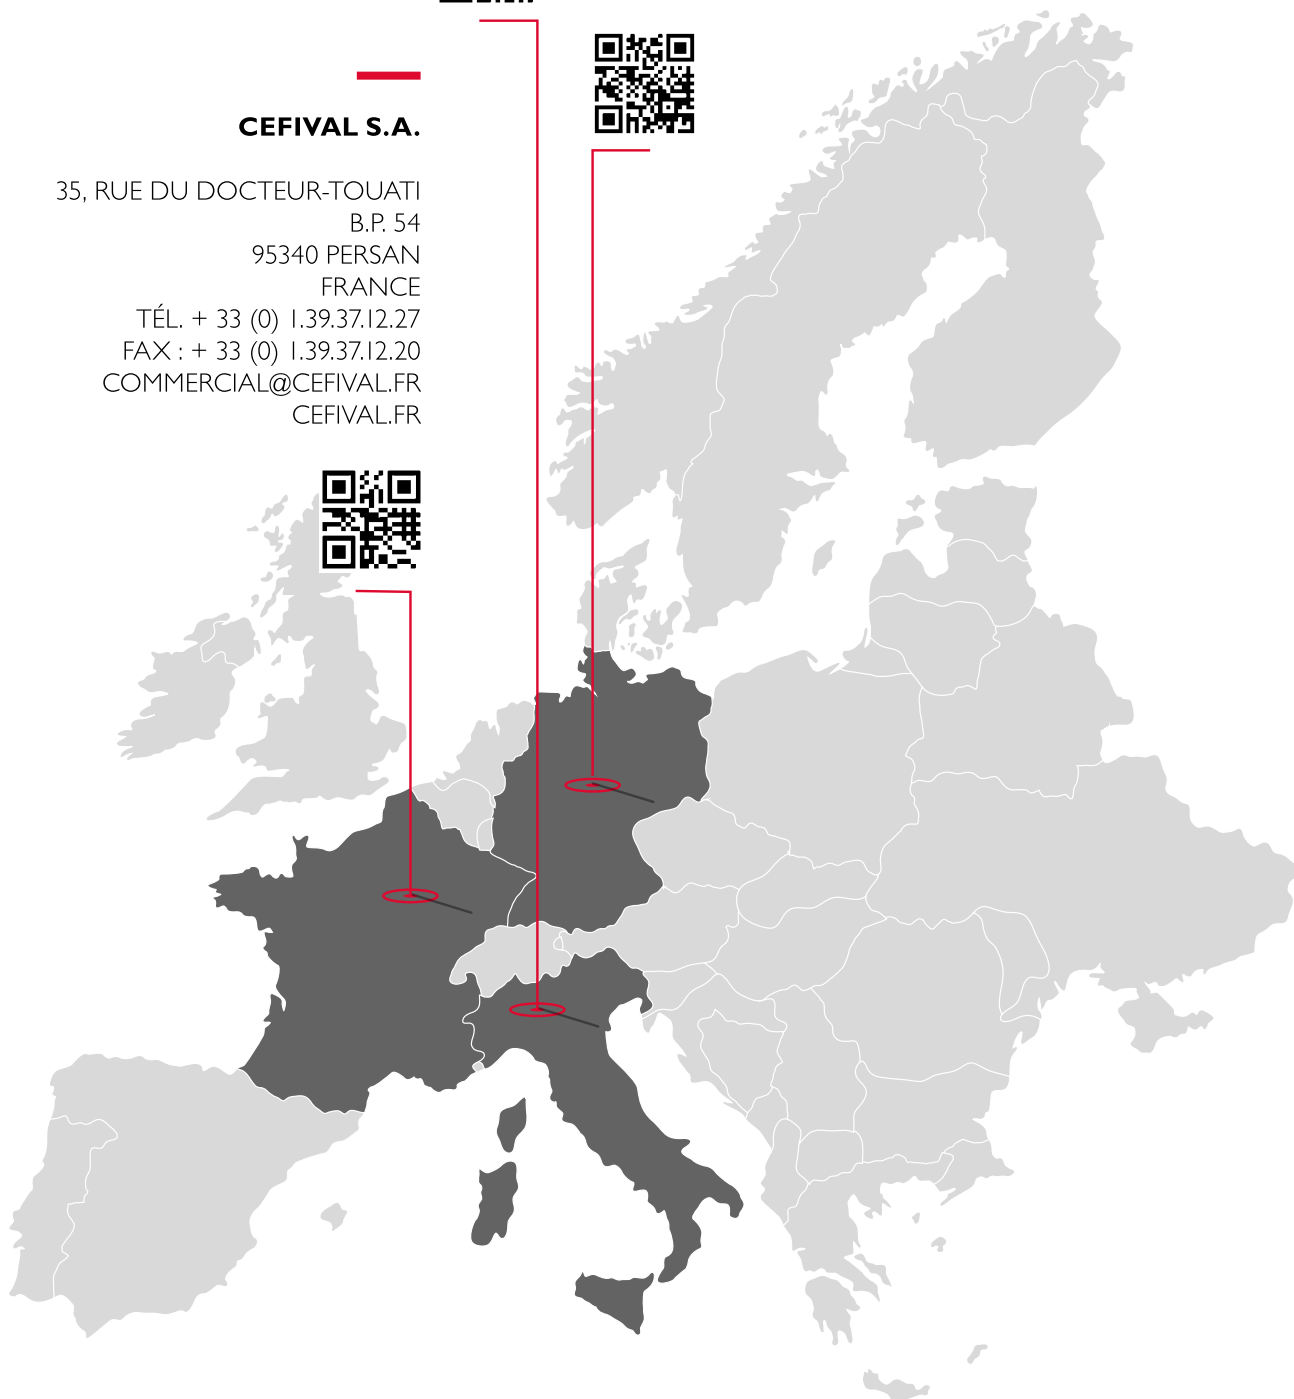 CEFIVAL S.A.
35, RUE DU DOCTEUR-TOUATI
B.P. 54
95340 PERSAN
FRANCE
TÉL. + 33 (0) 1.39.37.12.27
FAX : + 33 (0) 1.39.37.12.20
COMMERCIAL@CEFIVAL.FR
CEFIVAL.FR